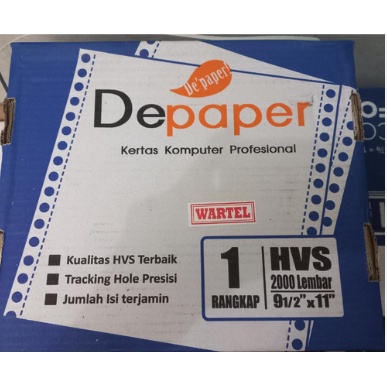 De'paper
Depaper
Kertas Komputer Profesional
WARTEL
Kualitas HVS Terbaik
Tracking Hole Presisi
Jumlah Isi terjamin
1
RANGKAP
HVS
2000 Lembar
9 1/2" x 11"